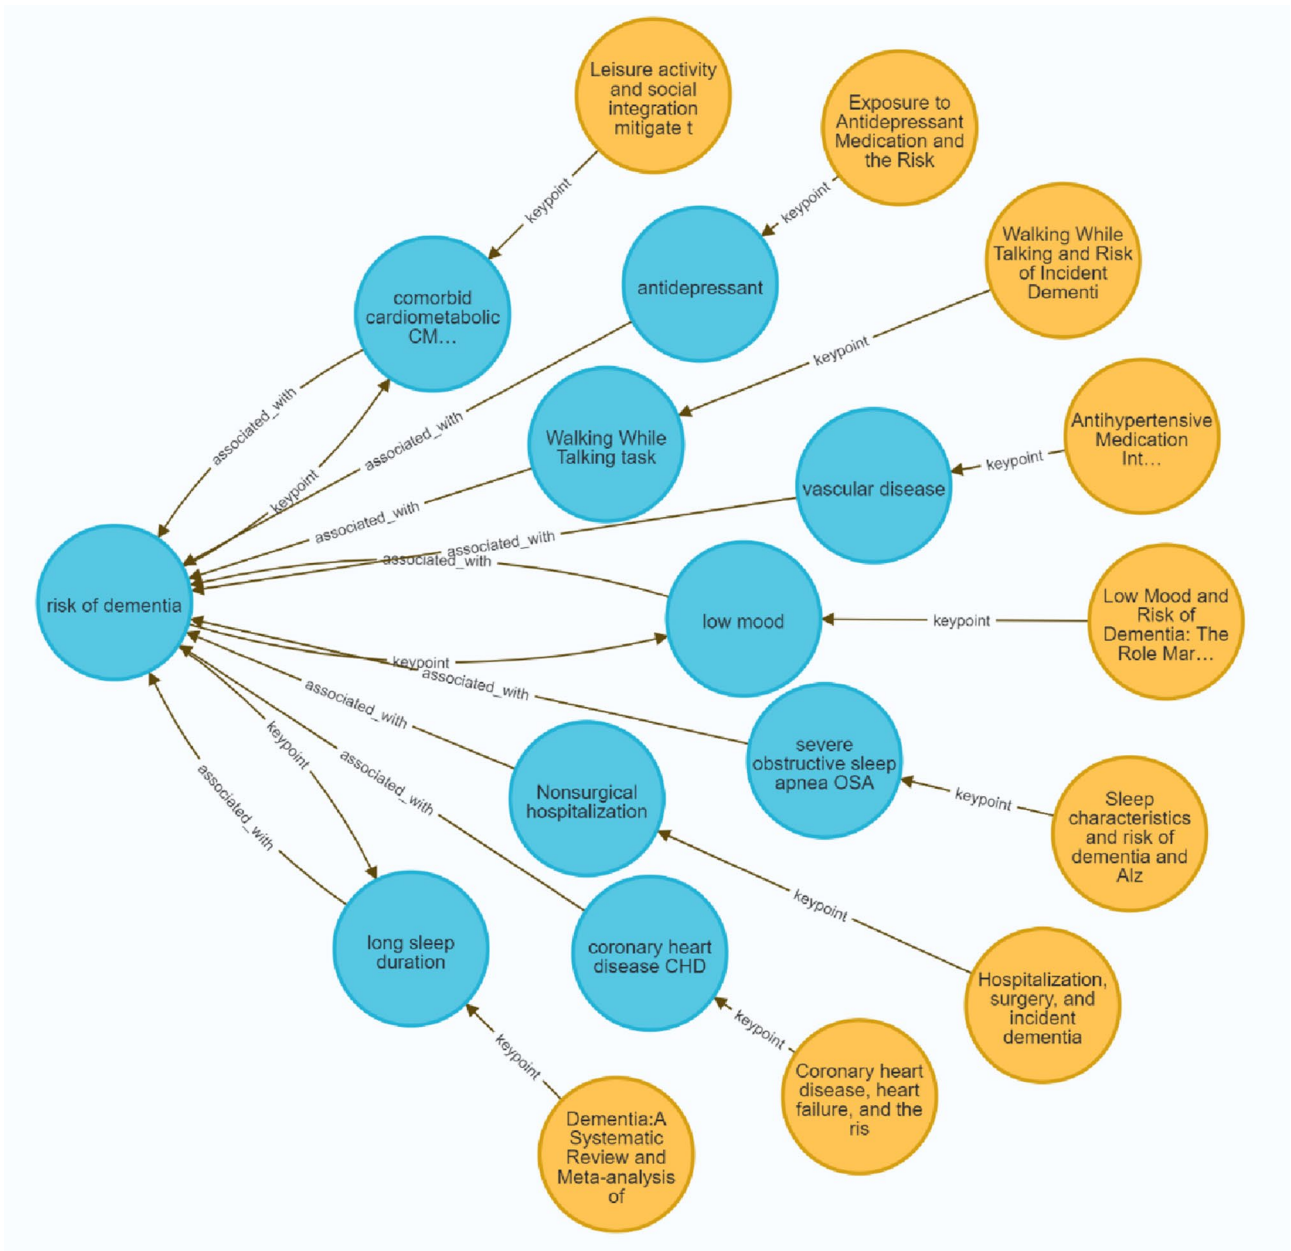 Leisure activity
and social
integration
mitigate t
Exposure to
Antidepressant
Medication and
the Risk
keypoint
keypoint
Walking While
Talking and Risk
of Incident
Dementi
comorbid
cardiometabolic
CM...
antidepressant
keypoint
associated_with
associated_with
Walking While
Talking task
Antihypertensive
Medication
Int...
keypoint
vascular disease
keypoint
associated_with
associated_with
associated_with
risk of dementia
low mood
keypoint
Low Mood and
Risk of
Dementia: The
Role Mar...
keypoint
associated_with
associated_with
keypoint
associated_with
associated_with
severe
obstructive sleep
apnea OSA
keypoint
Sleep
characteristics
and risk of
dementia and
Alz
Nonsurgical
hospitalization
keypoint
long sleep
duration
coronary heart
disease CHD
Hospitalization,
surgery, and
incident
dementia
keypoint
keypoint
Coronary heart
disease, heart
failure, and the
ris
Dementia:A
Systematic
Review and
Meta-analysis
of